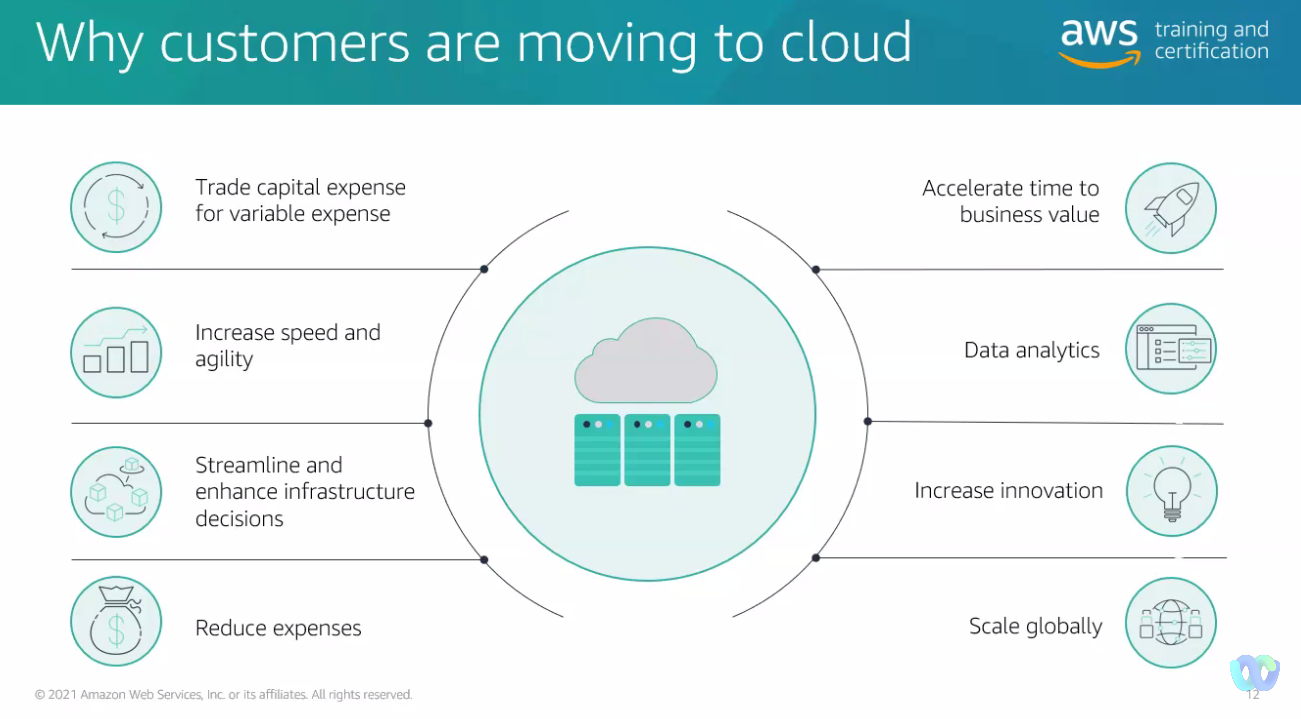 Why customers are moving to cloud
aws
training and
certification
Trade capital expense
for variable expense
Increase speed and
agility
Streamline and
enhance infrastructure
decisions
Reduce expenses
Accelerate time to
business value
Data analytics
Increase innovation
Scale globally
© 2021 Amazon Web Services, Inc. or its affiliates. All rights reserved.
12